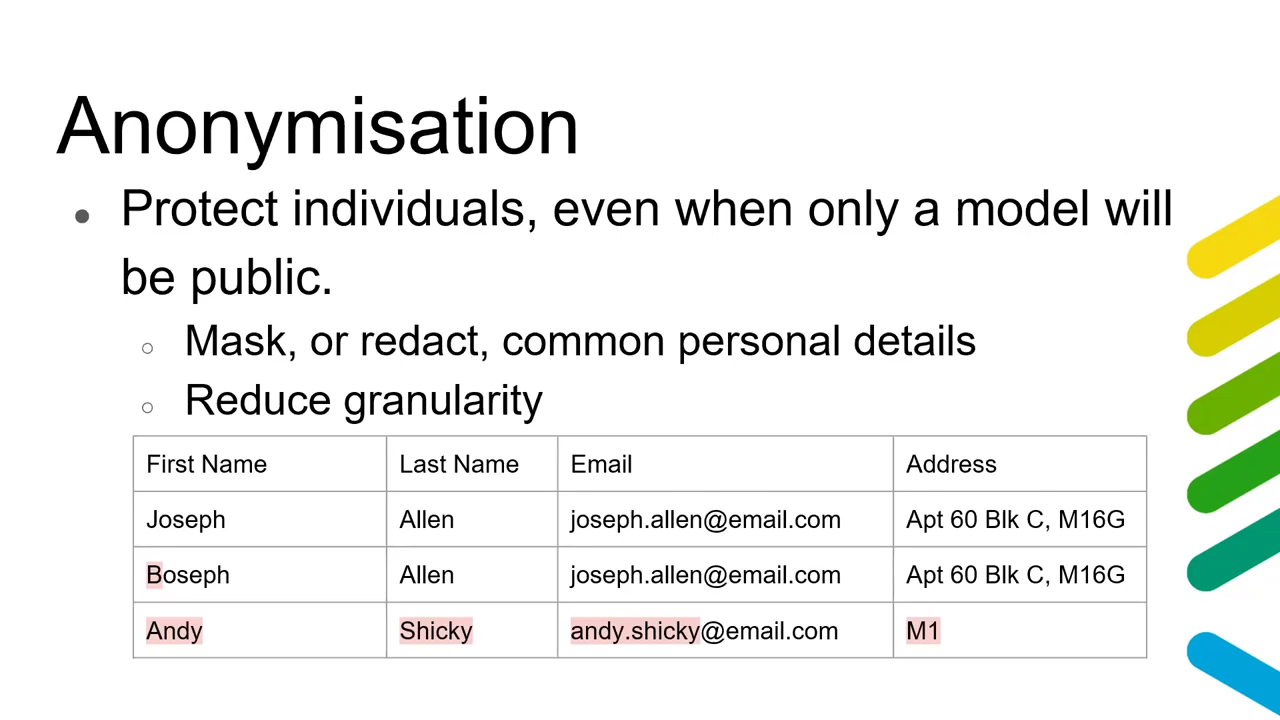 Anonymisation
● Protect individuals, even when only a model will
be public.
○ Mask, or redact, common personal details
○ Reduce granularity
First Name Last Name Email Address
Joseph Allen joseph.allen@email.com Apt 60 Blk C, M16G
Boseph Allen joseph.allen@email.com Apt 60 Blk C, M16G
Andy Shicky andy.shicky@email.com M1